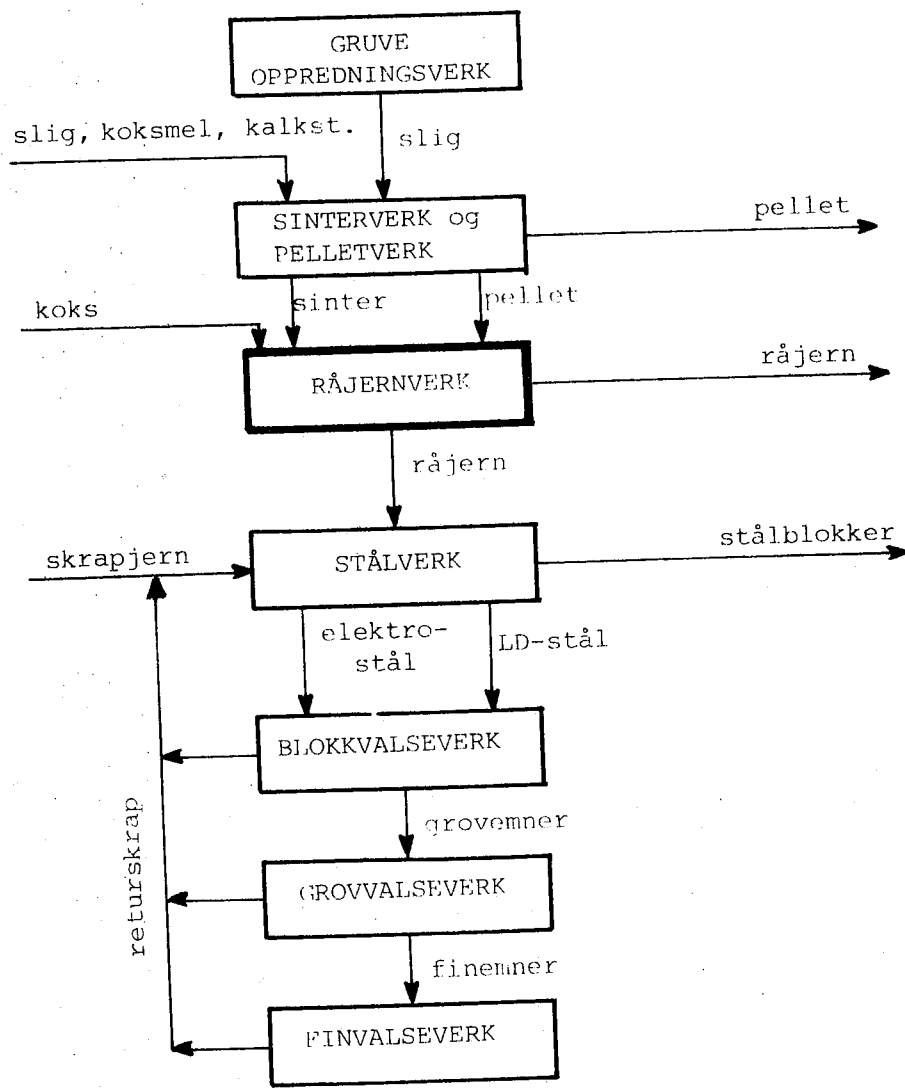 GRUVE
OPPREDNINGSVERK
slig, koksmel, kalkst.
slig
SINTERVERK og
PELLETVERK
pellet
sinter
pellet
koks
RÅJERNVERK
råjern
råjern
skrapjern
STÅLVERK
stålblokker
elektro-
stål
LD-stål
BLOKKVALSEVERK
grovemner
returskrap
GROVVALSEVERK
finemner
FINVALSEVERK